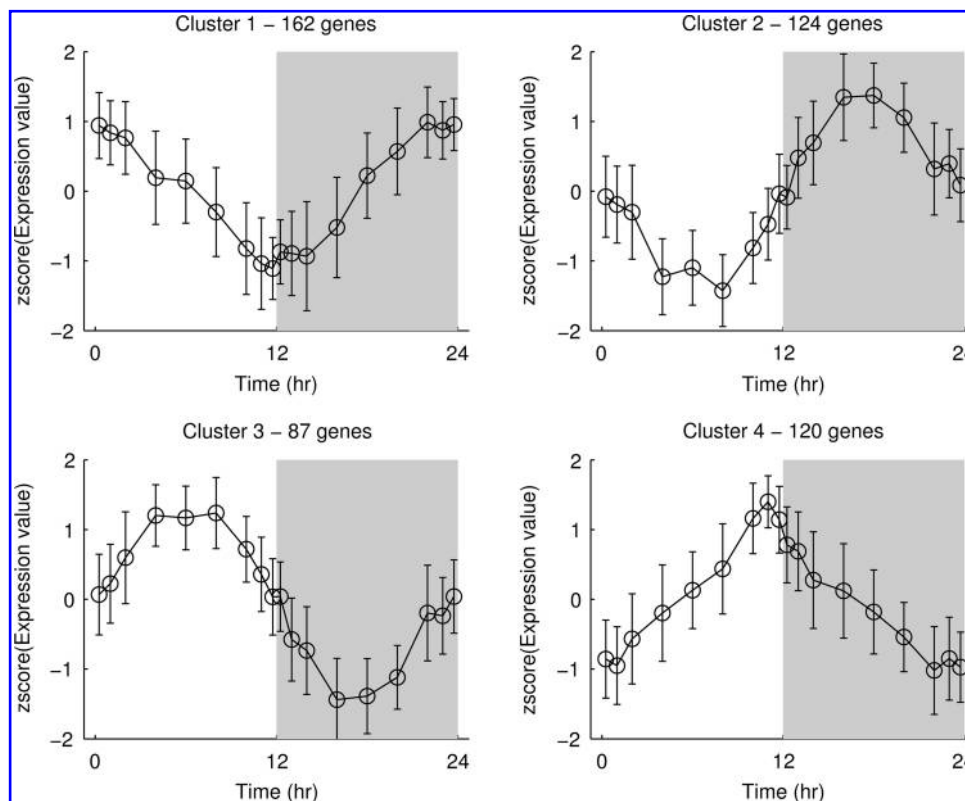 Cluster 1 − 162 genes
zscore(Expression value)
2
1
0
−1
−2
0
12
24
Time (hr)
Cluster 2 − 124 genes
zscore(Expression value)
2
1
0
−1
−2
0
12
24
Time (hr)
Cluster 3 − 87 genes
zscore(Expression value)
2
1
0
−1
−2
0
12
24
Time (hr)
Cluster 4 − 120 genes
zscore(Expression value)
2
1
0
−1
−2
0
12
24
Time (hr)